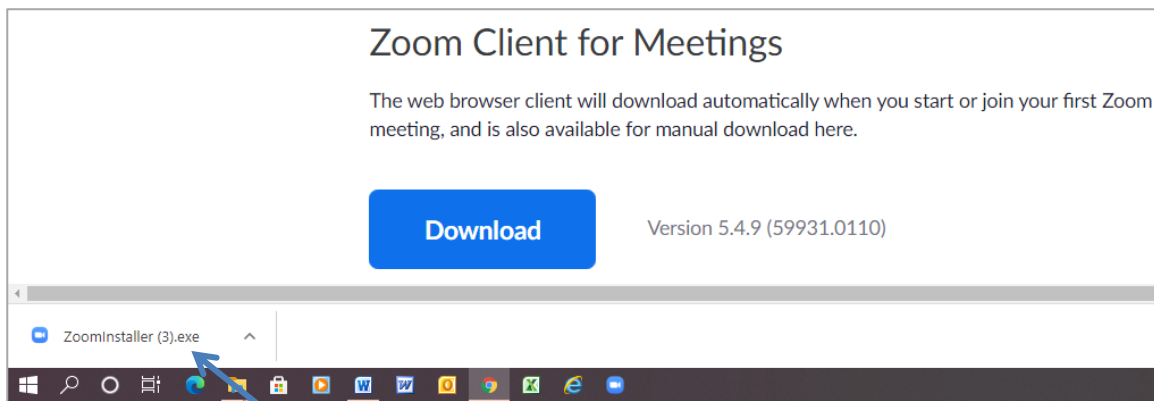 Zoom Client for Meetings
The web browser client will download automatically when you start or join your first Zoom
meeting, and is also available for manual download here.
Download
Version 5.4.9 (59931.0110)
ZoomInstaller (3).exe